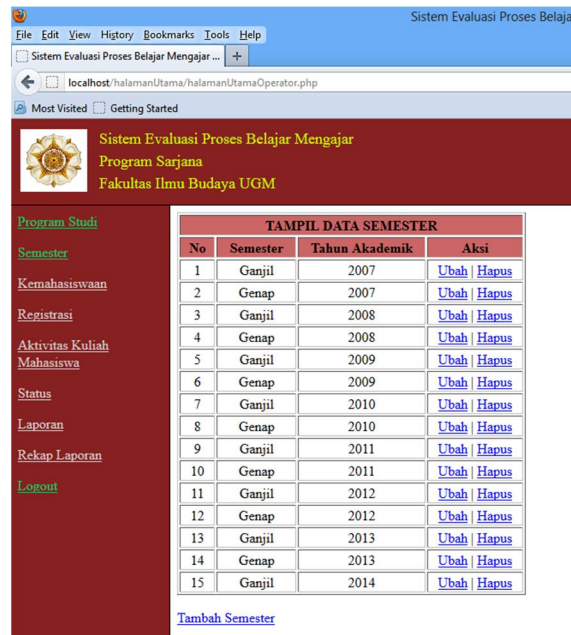 Sistem Evaluasi Proses Belaja
File Edit View History Bookmarks Tools Help
Sistem Evaluasi Proses Belajar Mengajar ... +
localhost/halamanUtama/halamanUtamaOperator.php
Most Visited Getting Started
Sistem Evaluasi Proses Belajar Mengajar
Program Sarjana
Fakultas Ilmu Budaya UGM
Program Studi
Semester
Kemahasiswaan
Registrasi
Aktivitas Kuliah
Mahasiswa
Status
Laporan
Rekap Laporan
Logout
TAMPIL DATA SEMESTER
No Semester Tahun Akademik Aksi
1 Ganjil 2007 Ubah | Hapus
2 Genap 2007 Ubah | Hapus
3 Ganjil 2008 Ubah | Hapus
4 Genap 2008 Ubah | Hapus
5 Ganjil 2009 Ubah | Hapus
6 Genap 2009 Ubah | Hapus
7 Ganjil 2010 Ubah | Hapus
8 Genap 2010 Ubah | Hapus
9 Ganjil 2011 Ubah | Hapus
10 Genap 2011 Ubah | Hapus
11 Ganjil 2012 Ubah | Hapus
12 Genap 2012 Ubah | Hapus
13 Ganjil 2013 Ubah | Hapus
14 Genap 2013 Ubah | Hapus
15 Ganjil 2014 Ubah | Hapus
Tambah Semester